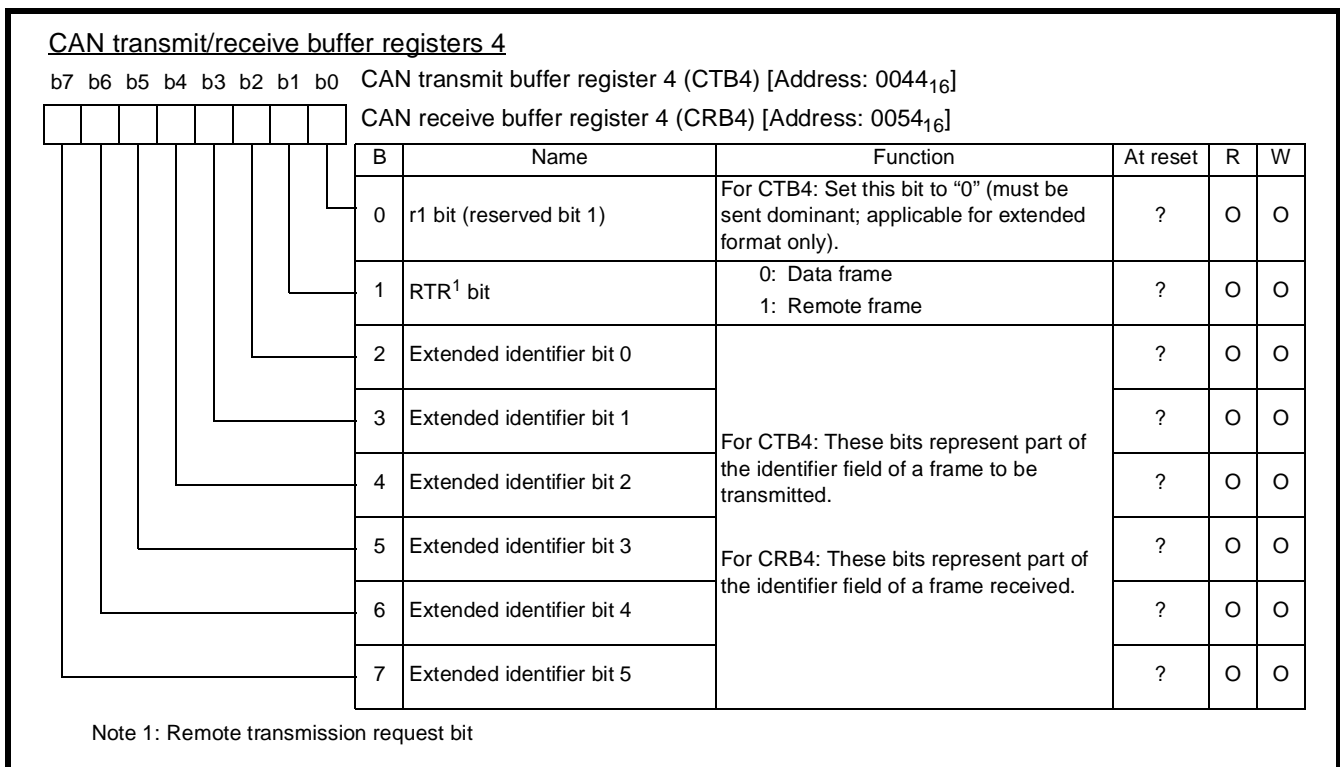 CAN transmit/receive buffer registers 4
b7 b6 b5 b4 b3 b2 b1 b0
CAN transmit buffer register 4 (CTB4) [Address: 0044₁₆]
CAN receive buffer register 4 (CRB4) [Address: 0054₁₆]
B Name Function At reset R W
0 r1 bit (reserved bit 1) For CTB4: Set this bit to “0” (must be
sent dominant; applicable for extended
format only). ? O O
1 RTR¹ bit 0: Data frame
1: Remote frame ? O O
2 Extended identifier bit 0 ? O O
3 Extended identifier bit 1 ? O O
4 Extended identifier bit 2 ? O O
5 Extended identifier bit 3 ? O O
6 Extended identifier bit 4 ? O O
7 Extended identifier bit 5 ? O O
For CTB4: These bits represent part of
the identifier field of a frame to be
transmitted.
For CRB4: These bits represent part of
the identifier field of a frame received.
Note 1: Remote transmission request bit